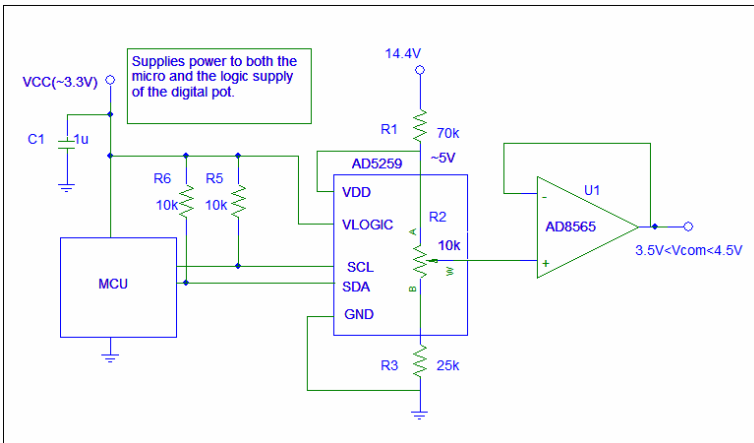 Supplies power to both the
micro and the logic supply
of the digital pot.
14.4V
VCC(~3.3V)
C1
1u
R1
70k
~5V
AD5259
R6
10k
R5
10k
VDD
VLOGIC
SCL
SDA
GND
MCU
A
R2
10k
W
B
R3
25k
U1
-
AD8565
+
3.5V<Vcom<4.5V